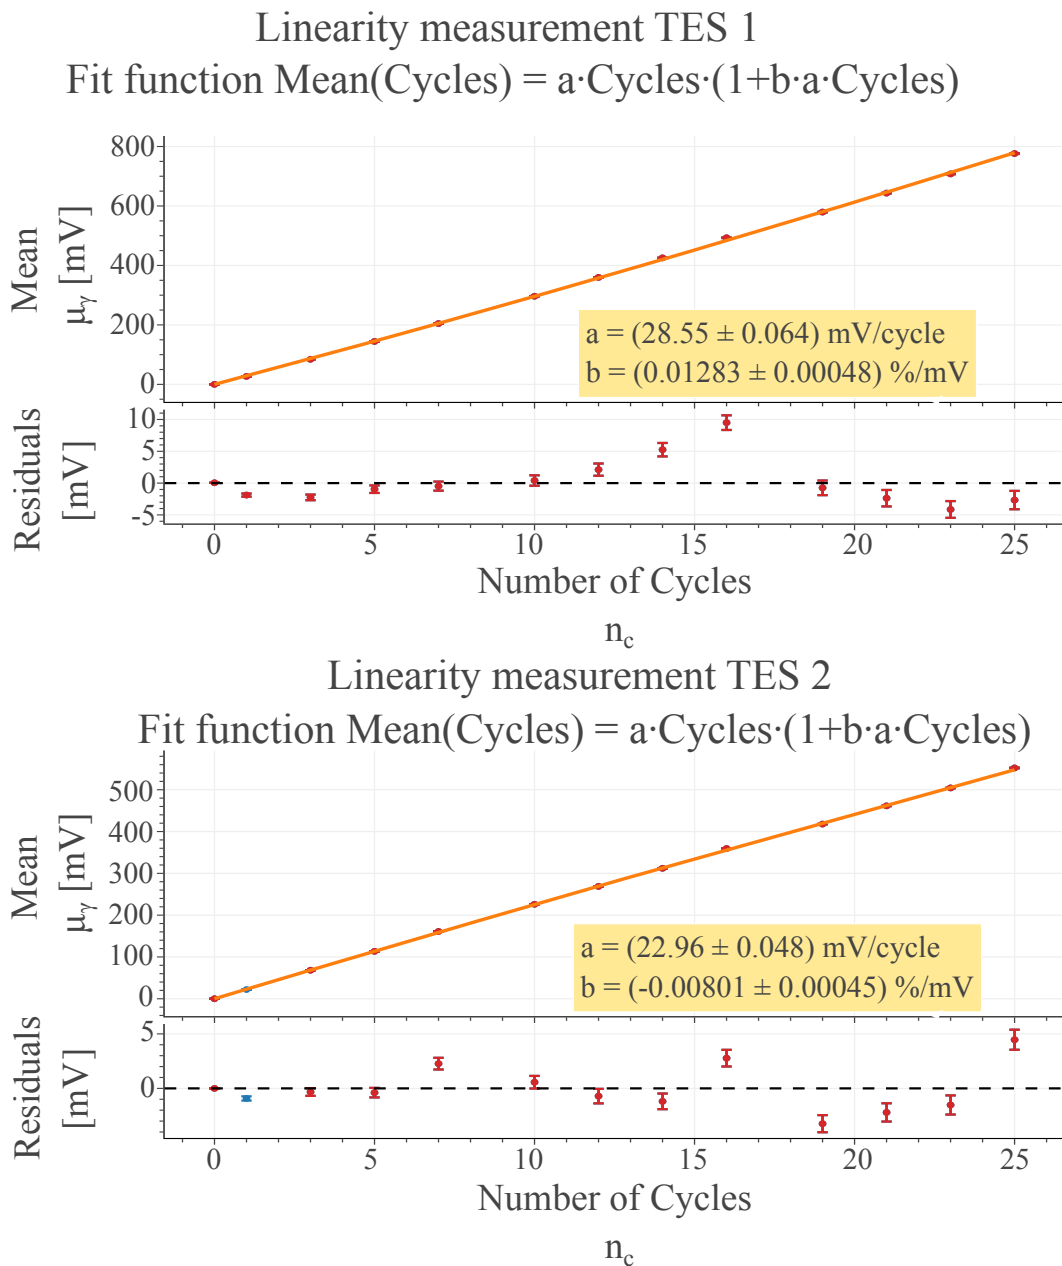 Linearity measurement TES 1
Fit function Mean(Cycles) = a·Cycles·(1+b·a·Cycles)
Mean
μγ [mV]
800
600
400
200
0
a = (28.55 ± 0.064) mV/cycle
b = (0.01283 ± 0.00048) %/mV
Residuals
[mV]
10
5
0
-5
0 5 10 15 20 25
Number of Cycles
nc
Linearity measurement TES 2
Fit function Mean(Cycles) = a·Cycles·(1+b·a·Cycles)
Mean
μγ [mV]
500
400
300
200
100
0
a = (22.96 ± 0.048) mV/cycle
b = (-0.00801 ± 0.00045) %/mV
Residuals
[mV]
5
0
0 5 10 15 20 25
Number of Cycles
nc